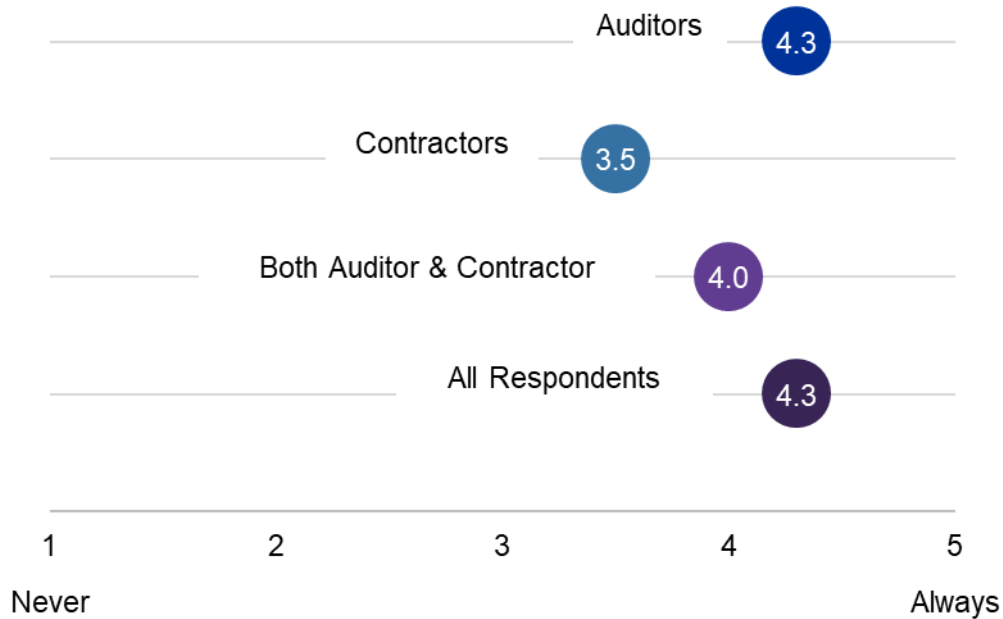 Auditors 4.3
Contractors 3.5
Both Auditor & Contractor 4.0
All Respondents 4.3
1 2 3 4 5
Never Always